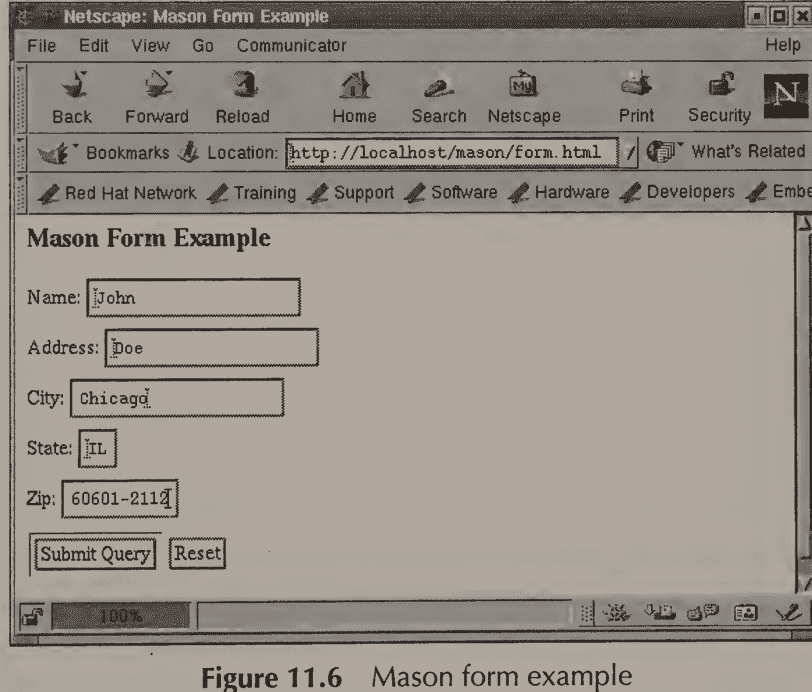 Netscape: Mason Form Example
File Edit View Go Communicator Help
Back Forward Reload Home Search Netscape Print Security
My
N
Bookmarks Location: http://localhost/mason/form.html What's Related
Red Hat Network Training Support Software Hardware Developers Embe
Mason Form Example
Name: John
Address: Doe
City: Chicago
State: IL
Zip: 60601-2112
Submit Query Reset
100%
Figure 11.6 Mason form example